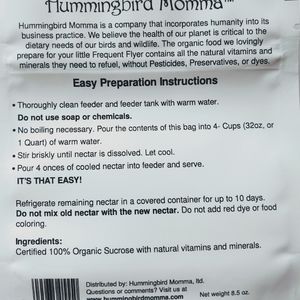 Hummingbird Momma™
Hummingbird Momma is a company that incorporates humanity into its
business practice. We believe the health of our planet is critical to the
dietary needs of our birds and wildlife. The organic food we lovingly
prepare for your little Frequent Flyer contains all the natural vitamins and
minerals they need to refuel, without Pesticides, Preservatives, or dyes.
Easy Preparation Instructions
• Thoroughly clean feeder and feeder tank with warm water.
Do not use soap or chemicals.
• No boiling necessary. Pour the contents of this bag into 4- Cups (32oz, or
1 Quart) of warm water.
• Stir briskly until nectar is dissolved. Let cool.
• Pour 4 onces of cooled nectar into feeder and serve.
IT'S THAT EASY!
Refrigerate remaining nectar in a covered container for up to 10 days.
Do not mix old nectar with the new nectar. Do not add red dye or food
coloring.
Ingredients:
Certified 100% Organic Sucrose with natural vitamins and minerals.
Distributed by: Hummingbird Momma, ltd.
Questions or comments? Visit us at
www.hummingbirdmomma.com
Net weight 8.5 oz.